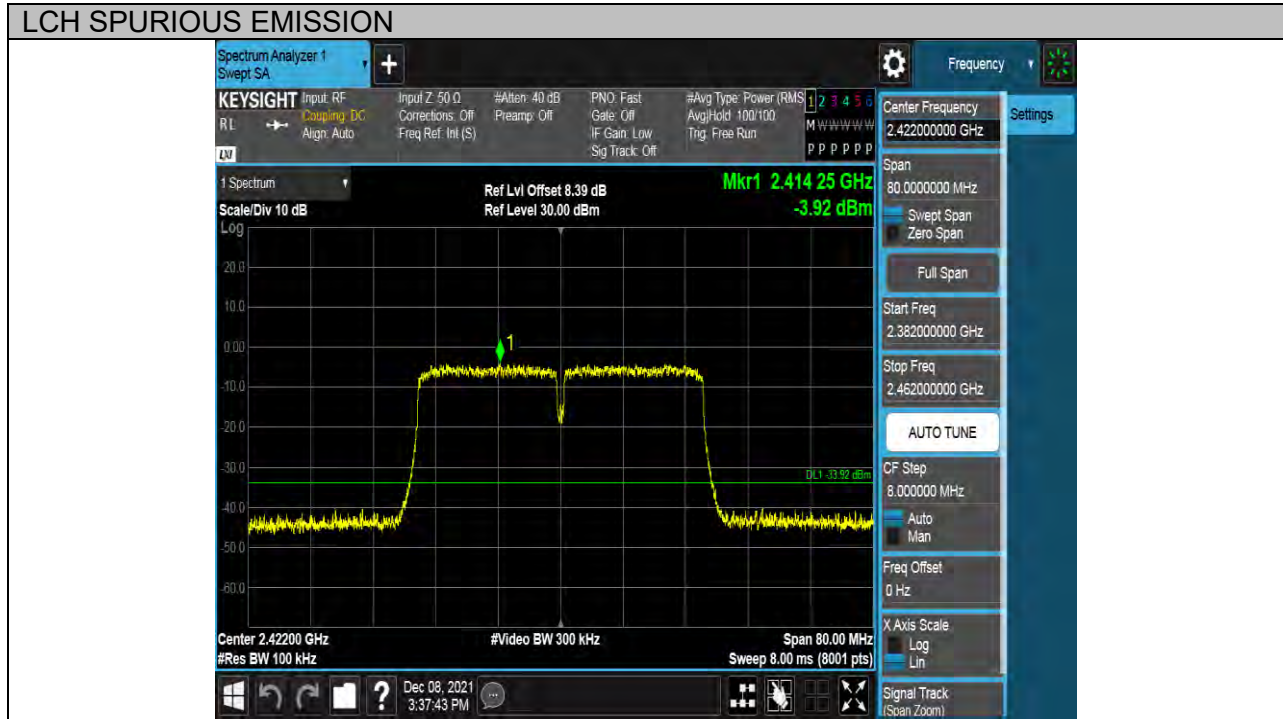 LCH SPURIOUS EMISSION
Spectrum Analyzer 1
Swept SA
+
Frequency
KEYSIGHT
RL
LXI
Input: RF
Coupling: DC
Align: Auto
Input Z: 50 Ω
Corrections: Off
Freq Ref: Int (S)
#Atten: 40 dB
Preamp: Off
PNO: Fast
Gate: Off
IF Gain: Low
Sig Track: Off
#Avg Type: Power (RMS
Avg|Hold: 100/100
Trig: Free Run
1 2 3 4 5 6
M W W W W W
P P P P P P
1 Spectrum
Scale/Div 10 dB
Log
Ref Lvl Offset 8.39 dB
Ref Level 30.00 dBm
Mkr1 2.414 25 GHz
-3.92 dBm
20.0
10.0
0.00
-10.0
-20.0
-30.0
-40.0
-50.0
-60.0
1
DL1 -33.92 dBm
Center 2.42200 GHz
#Res BW 100 kHz
#Video BW 300 kHz
Span 80.00 MHz
Sweep 8.00 ms (8001 pts)
Center Frequency
2.422000000 GHz
Settings
Span
80.0000000 MHz
Swept Span
Zero Span
Full Span
Start Freq
2.382000000 GHz
Stop Freq
2.462000000 GHz
AUTO TUNE
CF Step
8.000000 MHz
Auto
Man
Freq Offset
0 Hz
X Axis Scale
Log
Lin
Signal Track
(Span Zoom)
?
Dec 08, 2021
3:37:43 PM